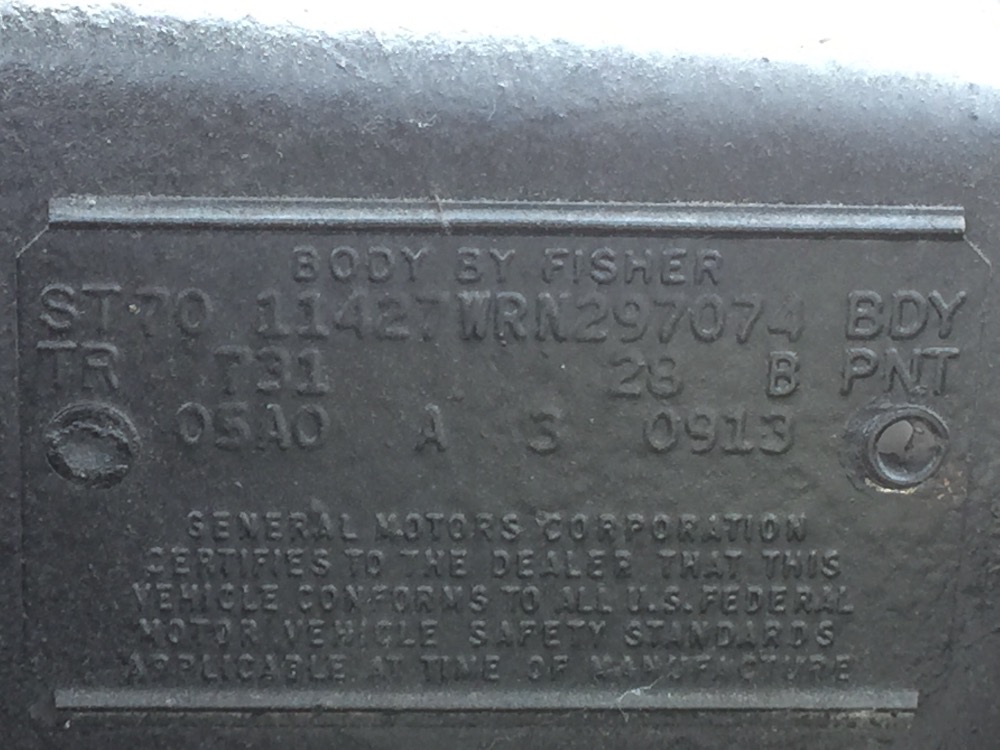 BODY BY FISHER
ST70 11427WRN297074 BDY
TR T31 28 B PNT
05A0 A 3 0913
GENERAL MOTORS CORPORATION
CERTIFIES TO THE DEALER THAT THIS
VEHICLE CONFORMS TO ALL U.S. FEDERAL
MOTOR VEHICLE SAFETY STANDARDS
APPLICABLE AT TIME OF MANUFACTURE